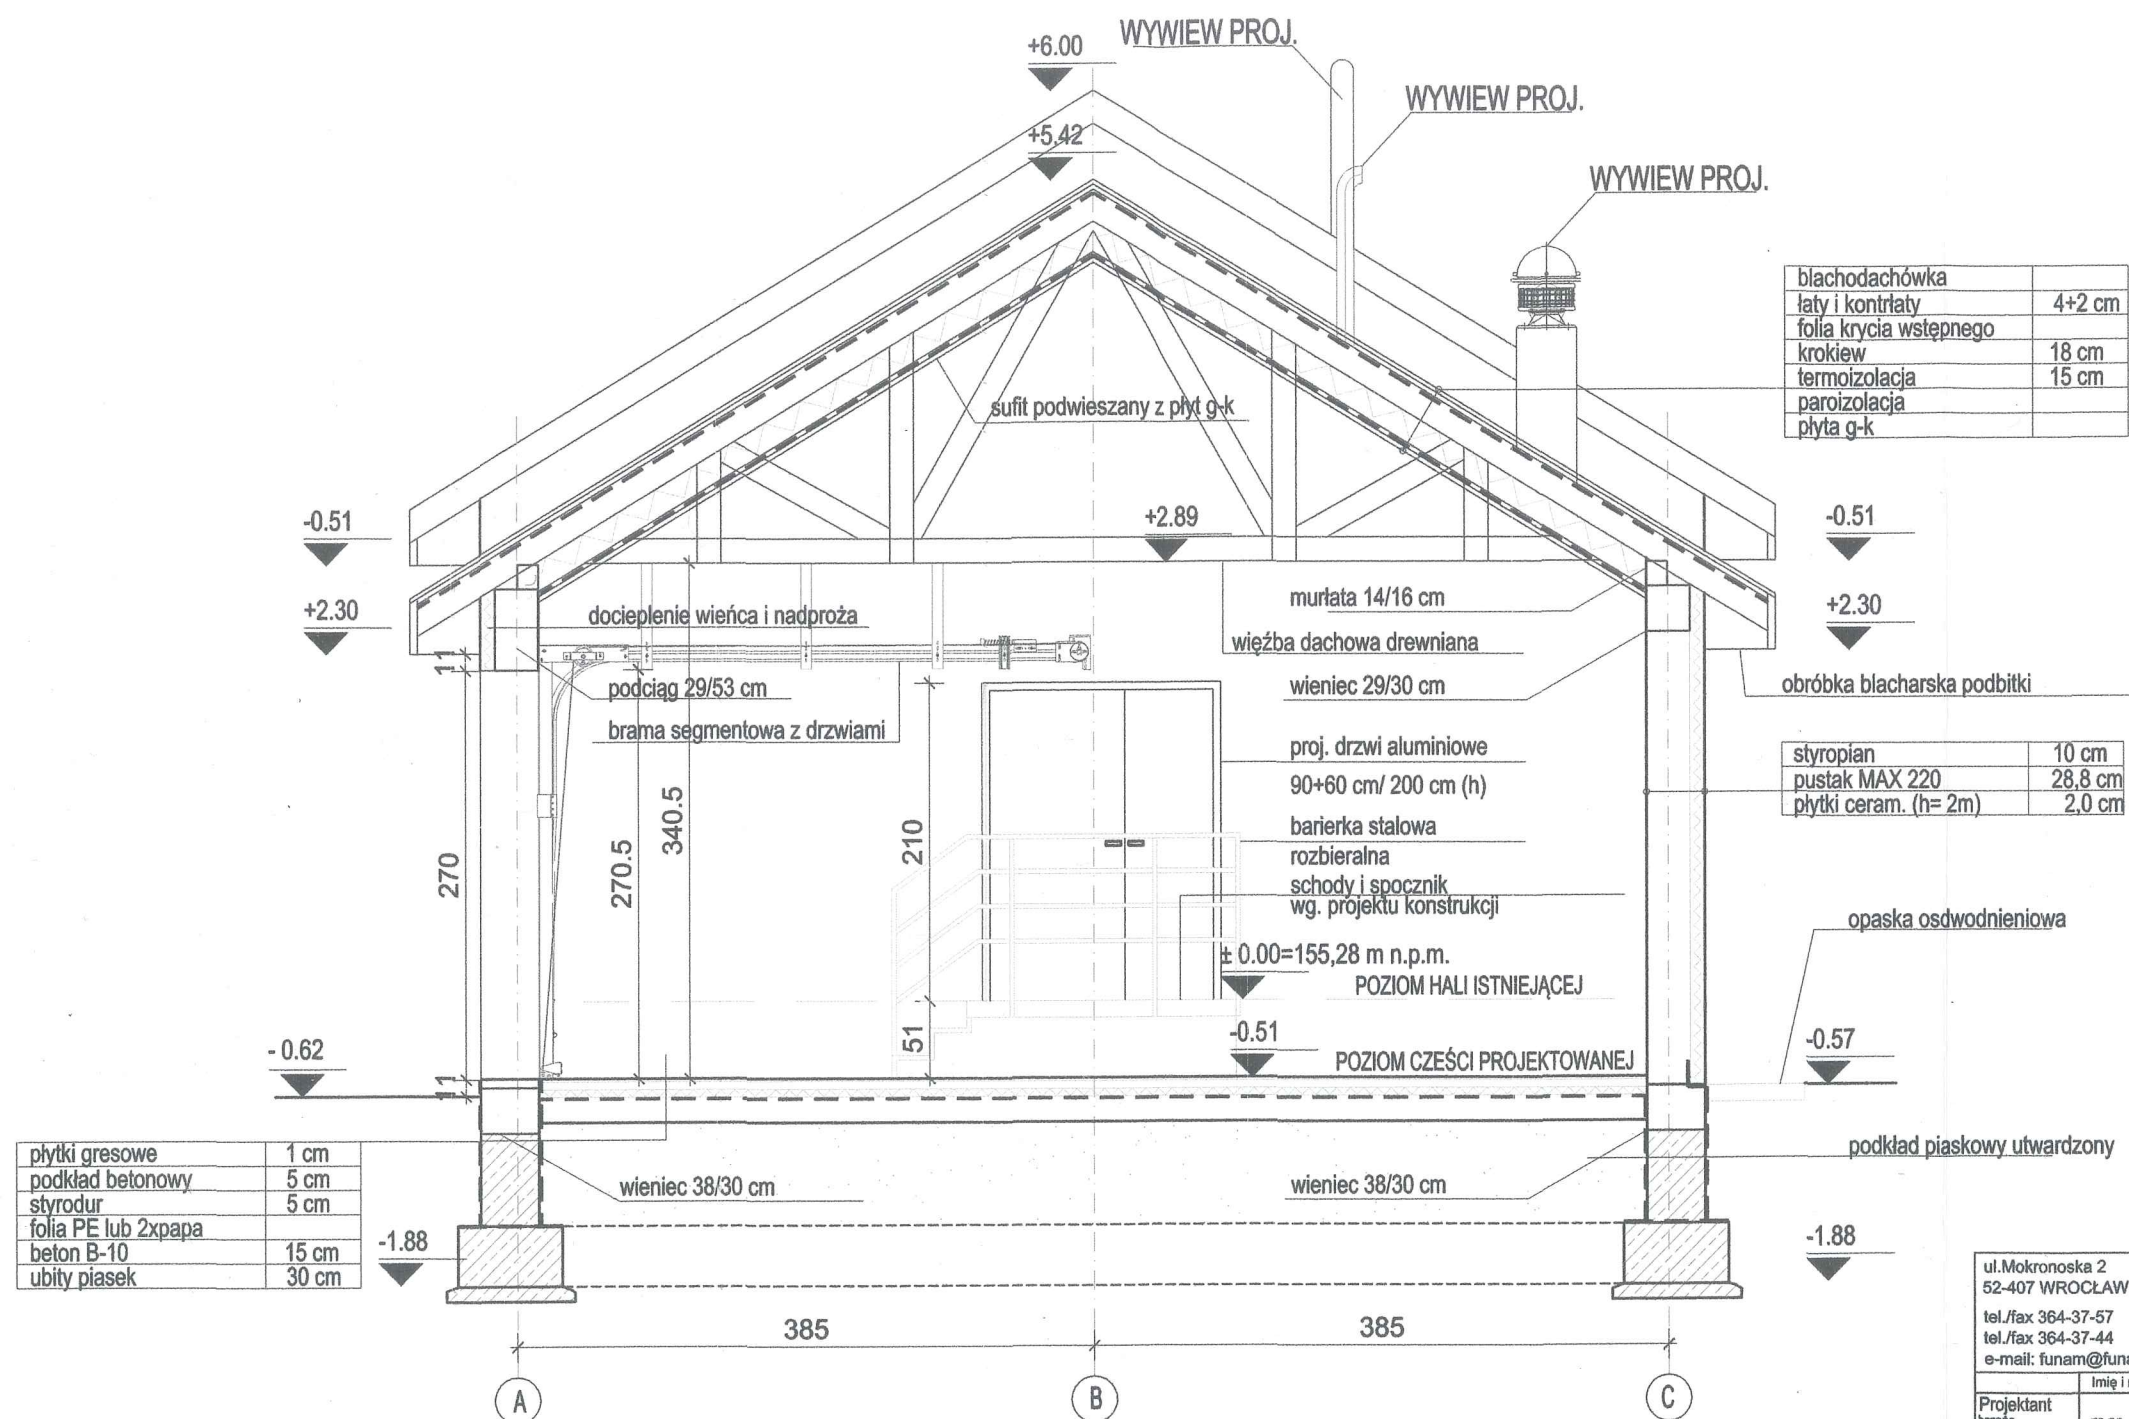 WYWIEW PROJ.
+6.00
WYWIEW PROJ.
+5.42
WYWIEW PROJ.
blachodachówka
łaty i kontrłaty 4+2 cm
folia krycia wstępnego
krokiew 18 cm
termoizolacja 15 cm
paroizolacja
płyta g-k
sufit podwieszany z płyt g-k
-0.51
+2.89
-0.51
+2.30
docieplenie wieńca i nadproża
murłata 14/16 cm
+2.30
więźba dachowa drewniana
11
podciąg 29/53 cm
wieniec 29/30 cm
obróbka blacharska podbitki
brama segmentowa z drzwiami
proj. drzwi aluminiowe
90+60 cm/ 200 cm (h)
styropian 10 cm
pustak MAX 220 28,8 cm
płytki ceram. (h= 2m) 2,0 cm
barierka stalowa
rozbieralna
schody i spocznik
wg. projektu konstrukcji
270
270.5
340.5
210
opaska osdwodnieniowa
± 0.00=155,28 m n.p.m.
POZIOM HALI ISTNIEJĄCEJ
51
-0.51
POZIOM CZEŚCI PROJEKTOWANEJ
- 0.62
-0.57
11
płytki gresowe 1 cm
podkład betonowy 5 cm
styrodur 5 cm
folia PE lub 2xpapa
beton B-10 15 cm
ubity piasek 30 cm
podkład piaskowy utwardzony
wieniec 38/30 cm
wieniec 38/30 cm
-1.88
-1.88
ul.Mokronoska 2
52-407 WROCŁAW
tel./fax 364-37-57
tel./fax 364-37-44
e-mail: funam@funa
Imię i
Projektant
385
385
A
B
C